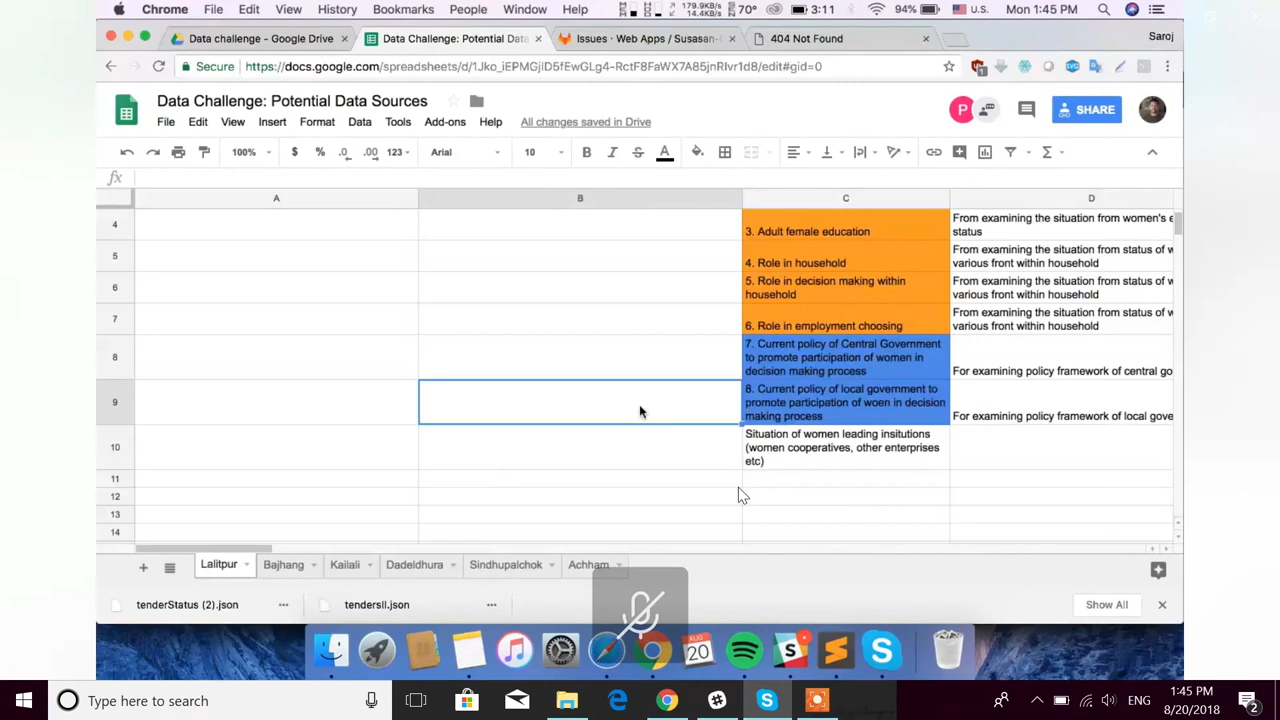 Chrome File Edit View History Bookmarks People Window Help 179.9KB/s 14.4KB/s 70° 3:11 94% U.S. Mon 1:45 PM
Data challenge - Google Drive Data Challenge: Potential Data Issues · Web Apps / Susasan- 404 Not Found Saroj
Secure https://docs.google.com/spreadsheets/d/1Jko_iEPMGjiD5fEwGLg4-RctF8FaWX7A85jnRIvr1d8/edit#gid=0
Data Challenge: Potential Data Sources
P SHARE
File Edit View Insert Format Data Tools Add-ons Help All changes saved in Drive
100% $ % .0 .00 123 Arial 10 B I S A
fx
A B C D
4 3. Adult female education
From examining the situation from women's e
status
5 4. Role in household
From examining the situation from status of w
various front within household
6 5. Role in decision making within
household
From examining the situation from status of w
various front within household
7 6. Role in employment choosing
From examining the situation from status of w
various front within household
8 7. Current policy of Central Government
to promote participation of women in
decision making process
For examining policy framework of central go
9 8. Current policy of local government to
promote participation of woen in decision
making process
For examining policy framework of local gove
10 Situation of women leading insitutions
(women cooperatives, other enterprises
etc)
11
12
13
14
Lalitpur Bajhang Kailali Dadeldhura Sindhupalchok Achham
tenderStatus (2).json tendersII.json Show All
AUG
20
Type here to search
ENG 1:45 PM
8/20/2018
2